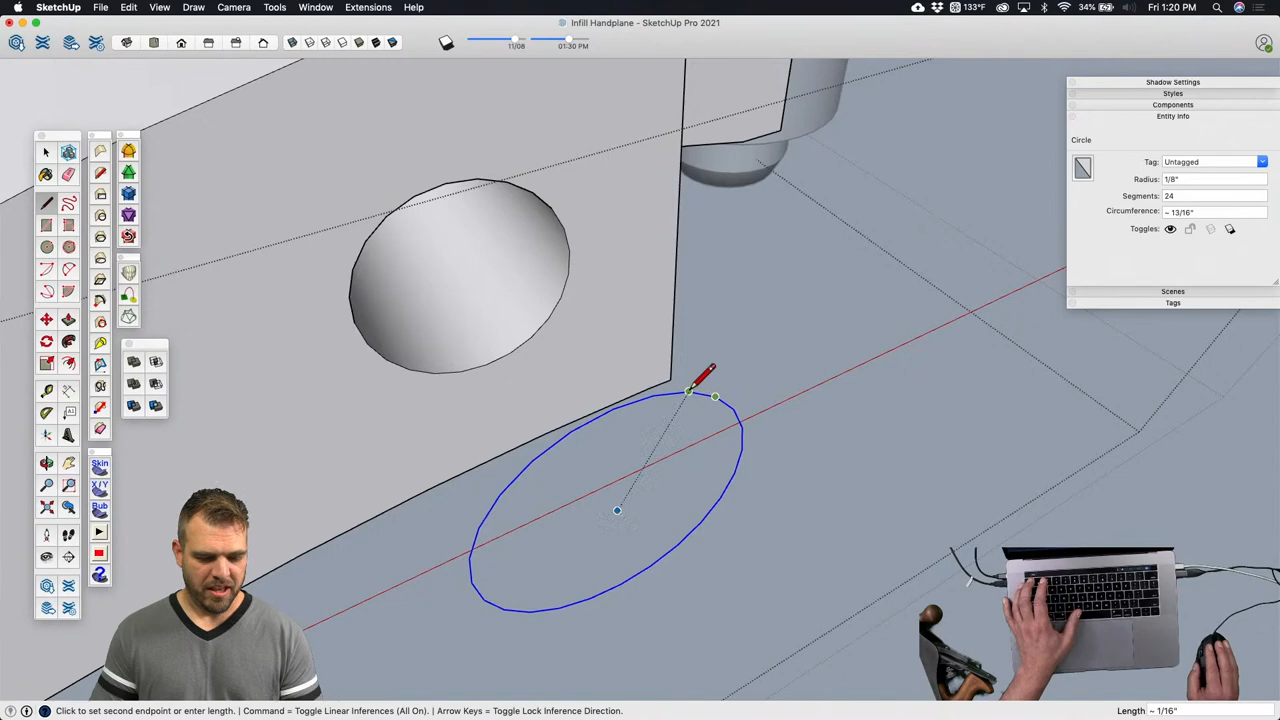 SketchUp File Edit View Draw Camera Tools Window Extensions Help 133°F 34% Fri 1:20 PM
Infill Handplane - SketchUp Pro 2021
11/08 01:30 PM
Shadow Settings
Styles
Components
Entity Info
Circle
Tag: Untagged
Radius: 1/8"
Segments: 24
Circumference: ~ 13/16"
Toggles:
Scenes
Tags
A1
Skin
X/Y
Bub
Click to set second endpoint or enter length. | Command = Toggle Linear Inferences (All On). | Arrow Keys = Toggle Lock Inference Direction. Length ~ 1/16"